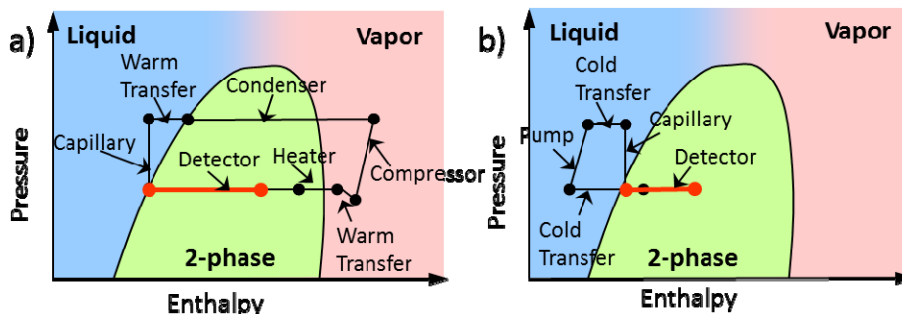 a)
Liquid
Vapor
Warm
Transfer
Condenser
Capillary
Detector
Heater
Compressor
Warm
Transfer
2-phase
Pressure
Enthalpy
b)
Liquid
Vapor
Cold
Transfer
Pump
Capillary
Detector
Cold
Transfer
2-phase
Pressure
Enthalpy